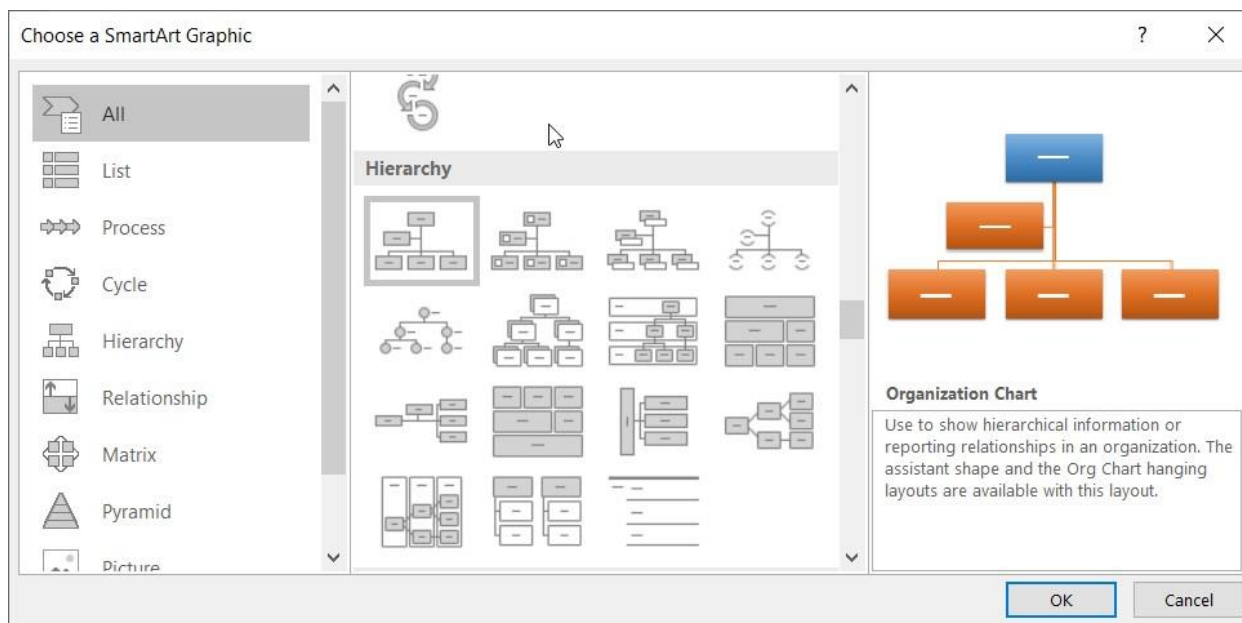 Choose a SmartArt Graphic
?
All
List
Process
Cycle
Hierarchy
Relationship
Matrix
Pyramid
Picture
Hierarchy
Organization Chart
Use to show hierarchical information or
reporting relationships in an organization. The
assistant shape and the Org Chart hanging
layouts are available with this layout.
OK
Cancel